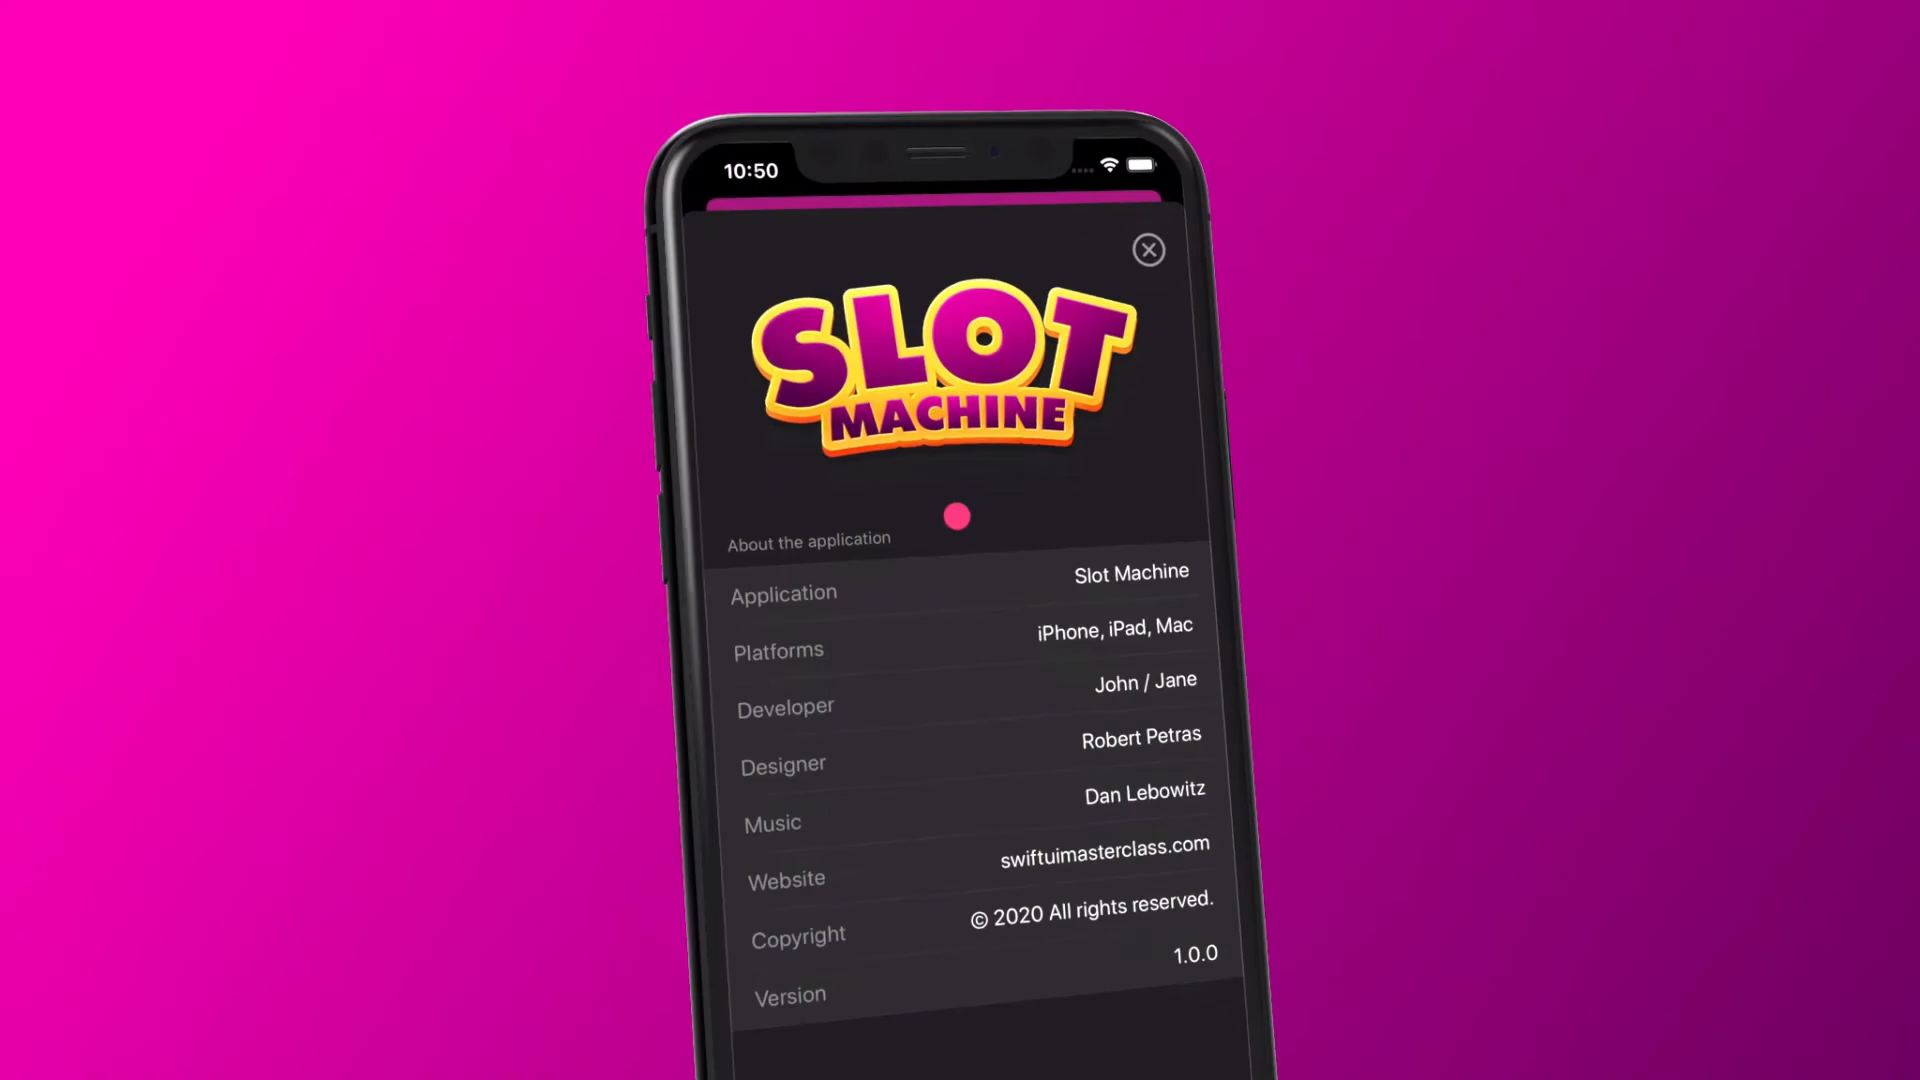 10:50
SLOT
MACHINE
About the application
Application Slot Machine
Platforms iPhone, iPad, Mac
Developer John / Jane
Designer Robert Petras
Music Dan Lebowitz
Website swiftuimasterclass.com
Copyright © 2020 All rights reserved.
Version 1.0.0